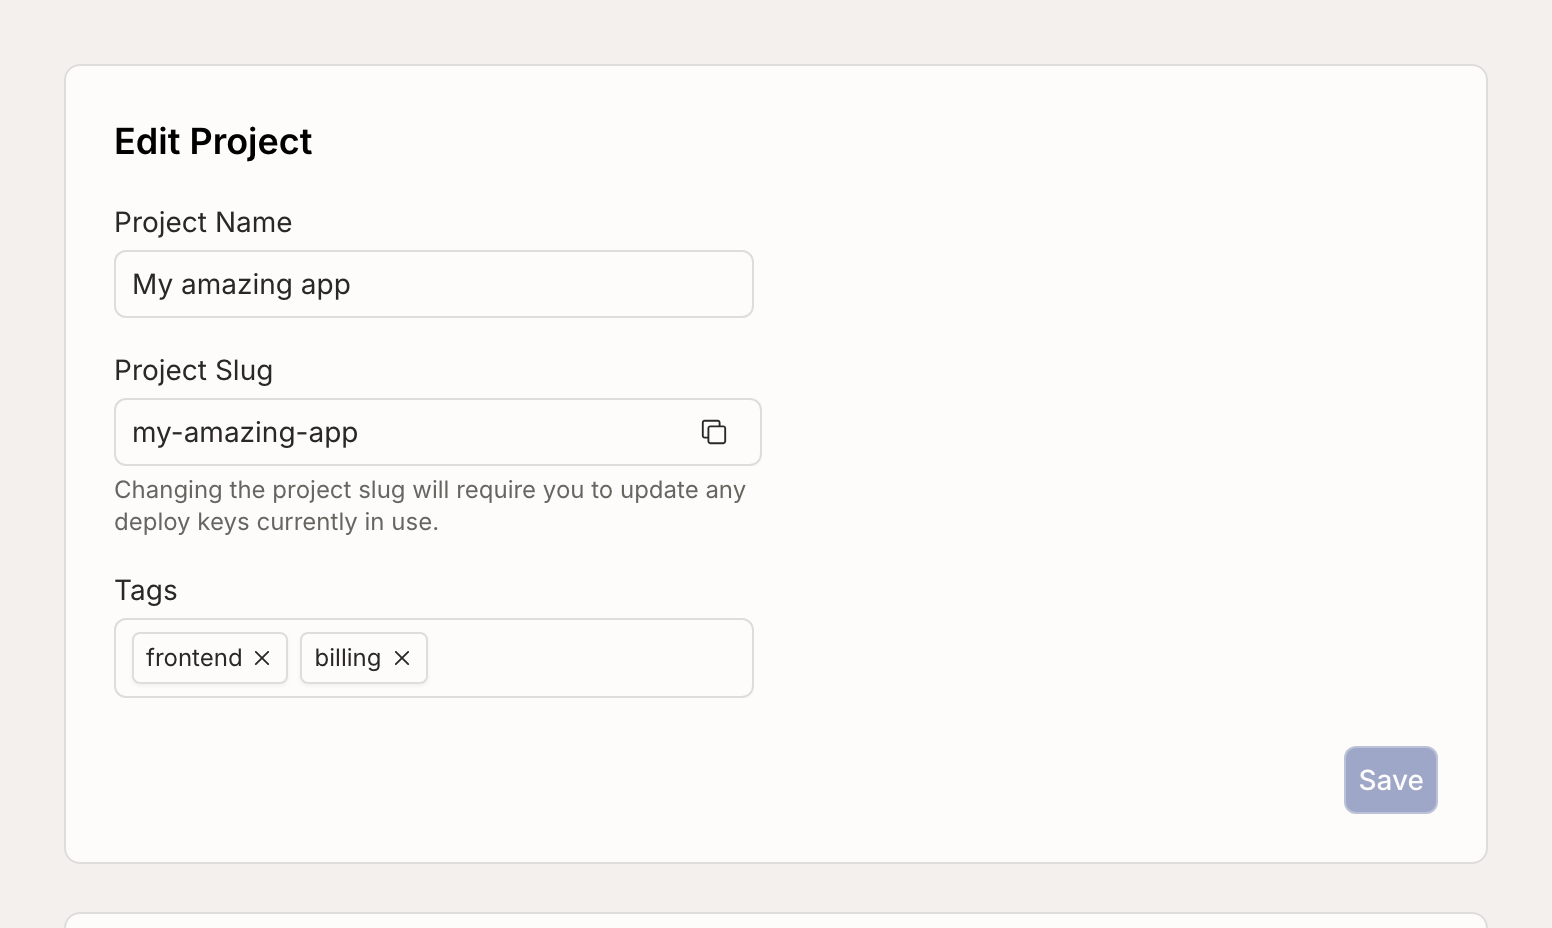 Edit Project
Project Name
My amazing app
Project Slug
my-amazing-app
Changing the project slug will require you to update any
deploy keys currently in use.
Tags
frontend billing
Save